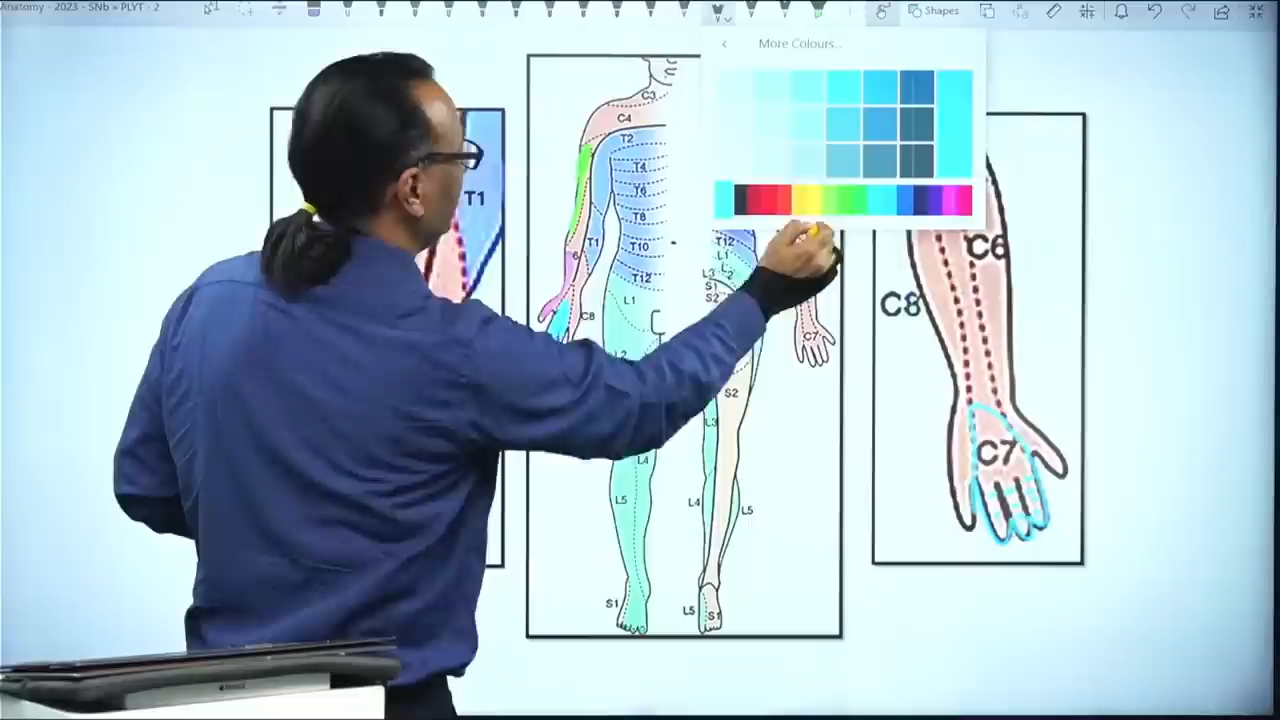 Anatomy - 2023 - SNb > PLYT - 2
Shapes
More Colours...
C3
C4
T2
T4
T6
T8
T1
T10
6
T12
L1
C8
L2
L4
L5
S1
T12
L1
L2
L3
S1
S2
C7
S2
L3
L4
L5
L5
S1
T1
C6
C8
C7